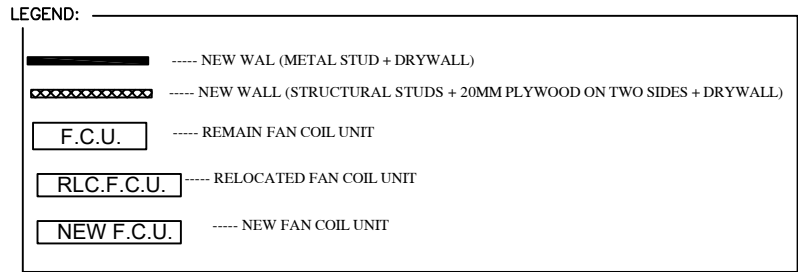 LEGEND:
----- NEW WAL (METAL STUD + DRYWALL)
----- NEW WALL (STRUCTURAL STUDS + 20MM PLYWOOD ON TWO SIDES + DRYWALL)
F.C.U. ----- REMAIN FAN COIL UNIT
RLC.F.C.U. ----- RELOCATED FAN COIL UNIT
NEW F.C.U. ----- NEW FAN COIL UNIT